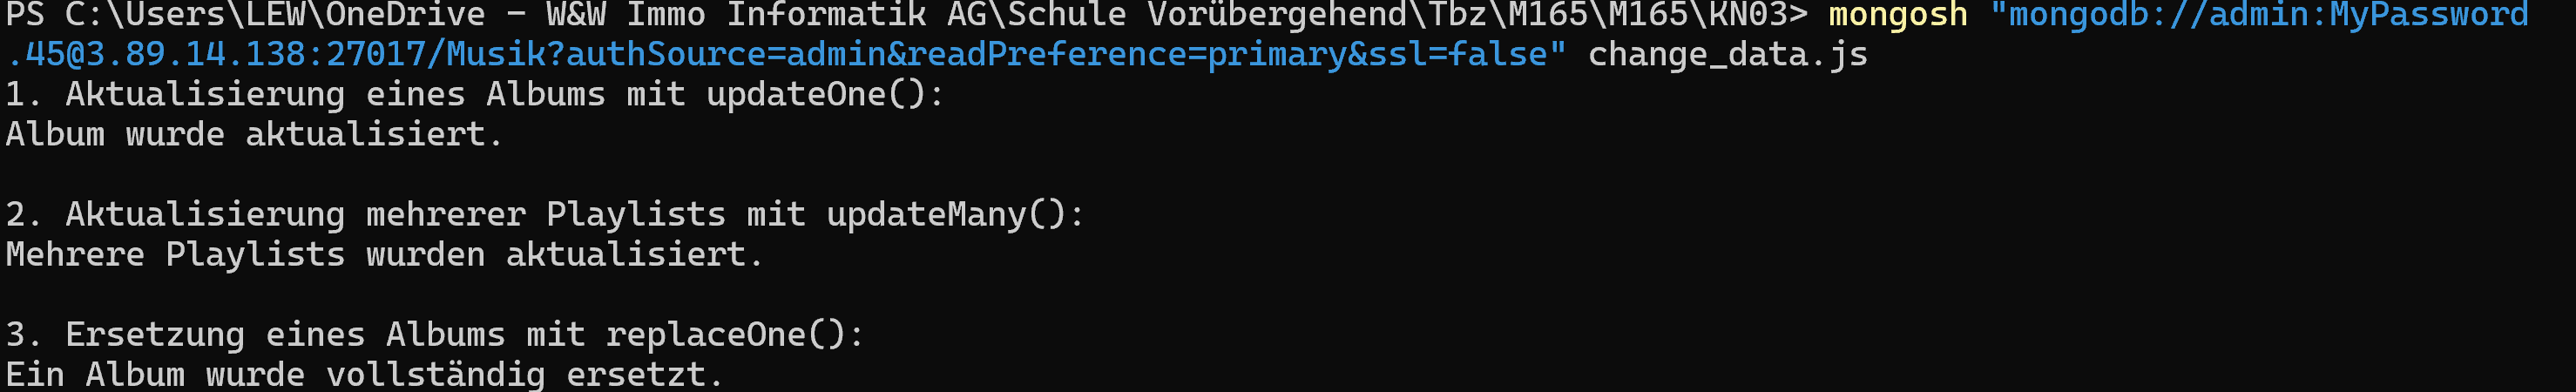 PS C:\Users\LEW\OneDrive - W&W Immo Informatik AG\Schule Vorübergehend\Tbz\M165\M165\KN03> mongosh "mongodb://admin:MyPassword
.45@3.89.14.138:27017/Musik?authSource=admin&readPreference=primary&ssl=false" change_data.js
1. Aktualisierung eines Albums mit updateOne():
Album wurde aktualisiert.
2. Aktualisierung mehrerer Playlists mit updateMany():
Mehrere Playlists wurden aktualisiert.
3. Ersetzung eines Albums mit replaceOne():
Ein Album wurde vollständig ersetzt.